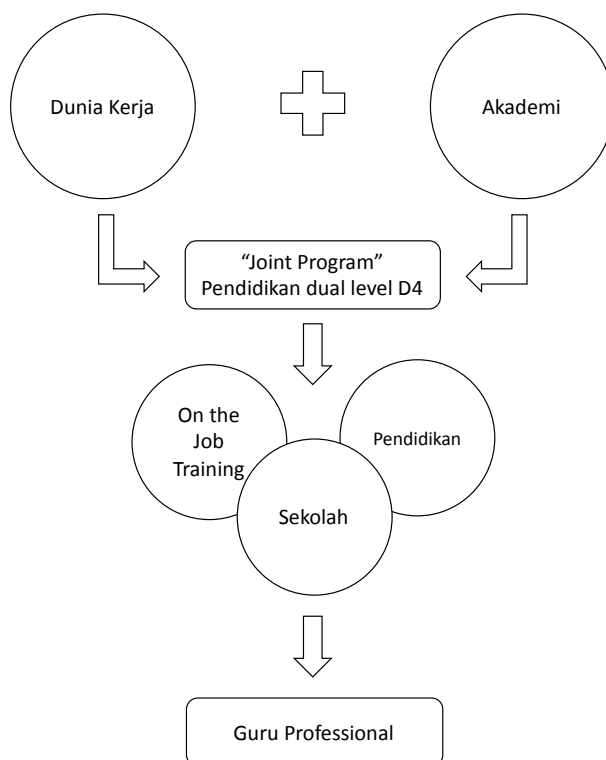 Dunia Kerja
Akademi
“Joint Program”
Pendidikan dual level D4
On the
Job
Training
Pendidikan
Sekolah
Guru Professional